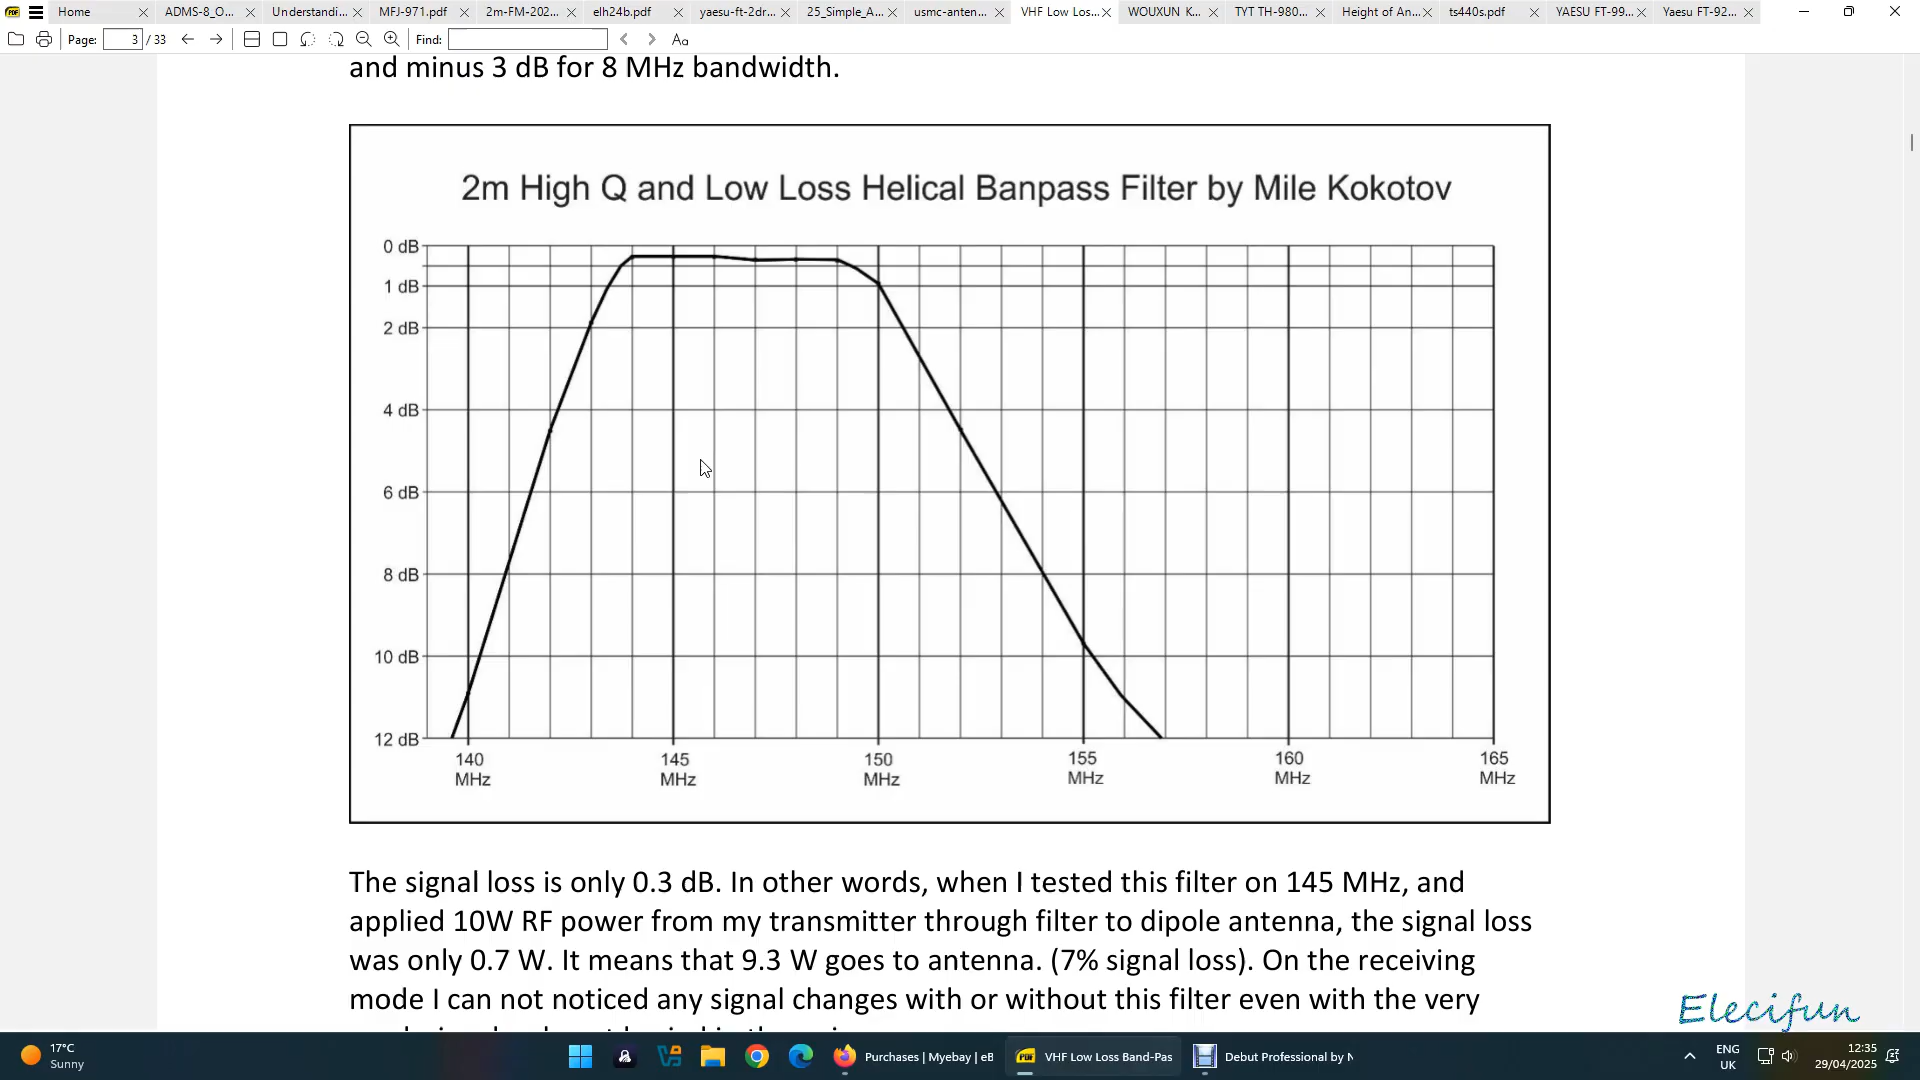 Home
ADMS-8_O...
Understandi...
MFJ-971.pdf
2m-FM-202...
elh24b.pdf
yaesu-ft-2dr...
25_Simple_A...
usmc-anten...
VHF Low Los...
WOUXUN K...
TYT TH-980...
Height of An...
ts440s.pdf
YAESU FT-99...
Yaesu FT-92...
Page: 3 / 33 Find: Aa
and minus 3 dB for 8 MHz bandwidth.
2m High Q and Low Loss Helical Banpass Filter by Mile Kokotov
0 dB
1 dB
2 dB
4 dB
6 dB
8 dB
10 dB
12 dB
140 145 150 155 160 165
MHz MHz MHz MHz MHz MHz
The signal loss is only 0.3 dB. In other words, when I tested this filter on 145 MHz, and
applied 10W RF power from my transmitter through filter to dipole antenna, the signal loss
was only 0.7 W. It means that 9.3 W goes to antenna. (7% signal loss). On the receiving
mode I can not noticed any signal changes with or without this filter even with the very
Elecifun
17°C
Sunny
Purchases | Myebay | eB
PDF
VHF Low Loss Band-Pas
Debut Professional by N
ENG
UK
12:35
29/04/2025